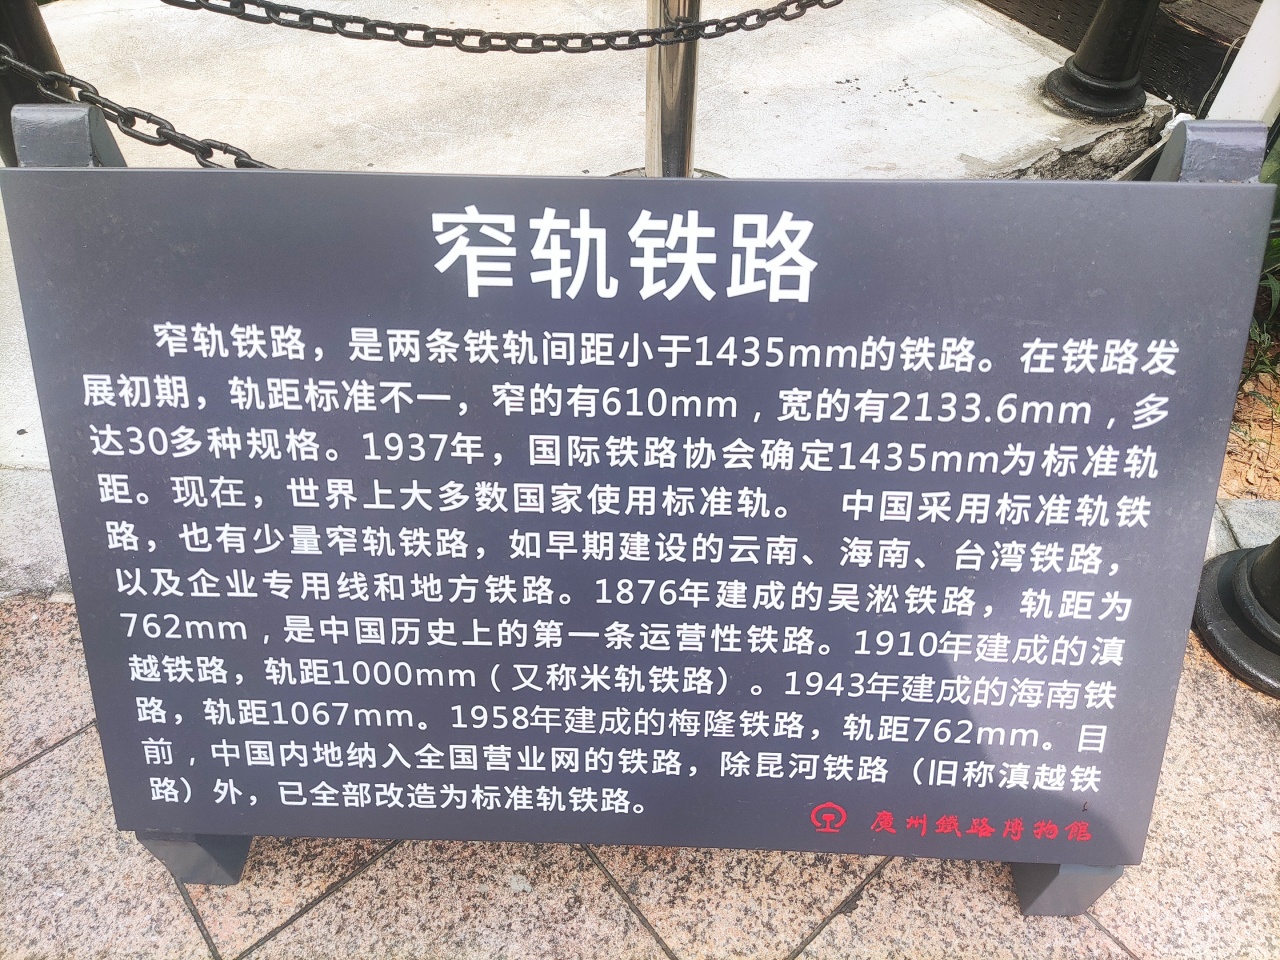 窄轨铁路
窄轨铁路，是两条铁轨间距小于1435mm的铁路。在铁路发
展初期，轨距标准不一，窄的有610mm，宽的有2133.6mm，多
达30多种规格。1937年，国际铁路协会确定1435mm为标准轨
距。现在，世界上大多数国家使用标准轨。　中国采用标准轨铁
路，也有少量窄轨铁路，如早期建设的云南、海南、台湾铁路，
以及企业专用线和地方铁路。1876年建成的吴淞铁路，轨距为
762mm，是中国历史上的第一条运营性铁路。1910年建成的滇
越铁路，轨距1000mm（又称米轨铁路）。1943年建成的海南铁
路，轨距1067mm。1958年建成的梅隆铁路，轨距762mm。目
前，中国内地纳入全国营业网的铁路，除昆河铁路（旧称滇越铁
路）外，已全部改造为标准轨铁路。
廣州鐵路博物館